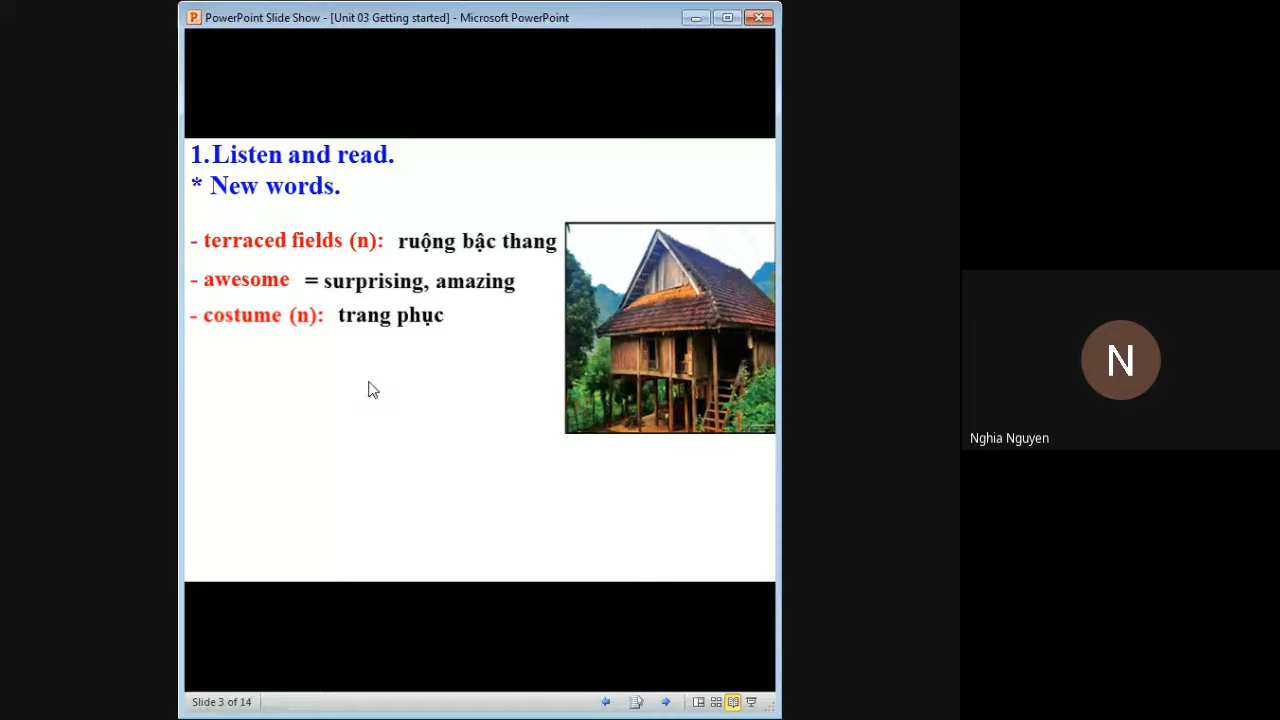 PowerPoint Slide Show - [Unit 03 Getting started] - Microsoft PowerPoint
1.Listen and read.
* New words.
- terraced fields (n): ruộng bậc thang
- awesome = surprising, amazing
- costume (n): trang phục
N
Nghia Nguyen
Slide 3 of 14